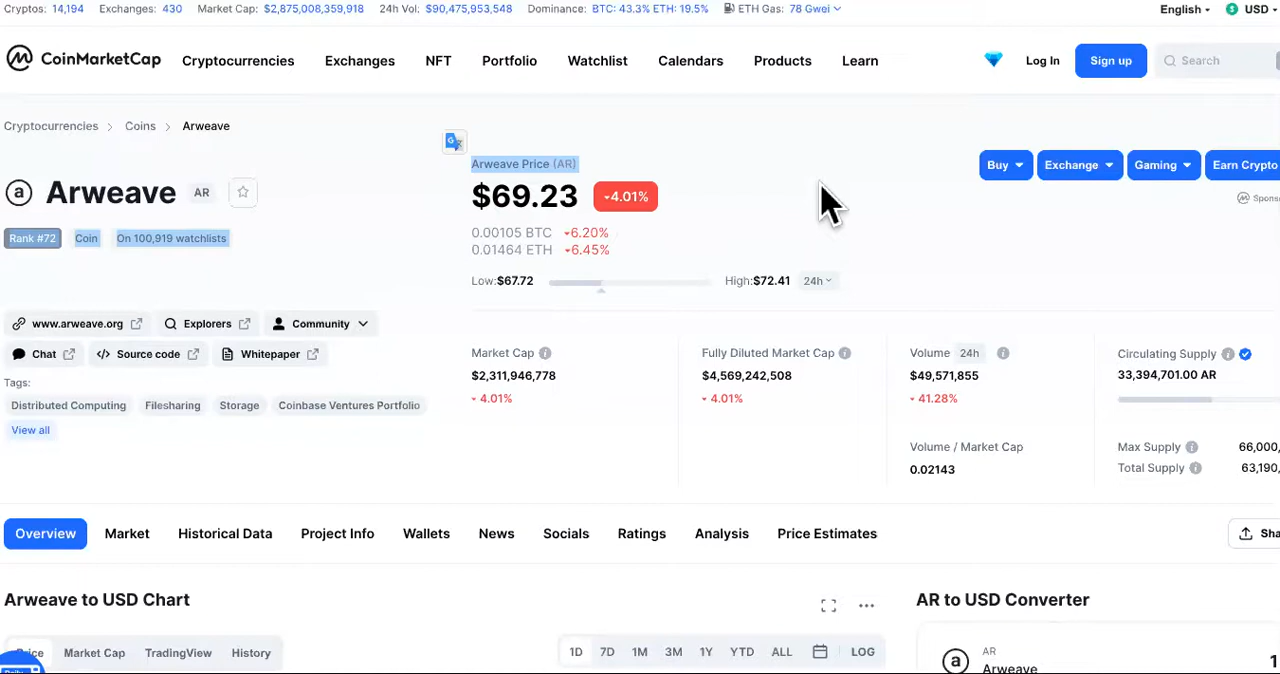 Cryptos: 14,194 Exchanges: 430 Market Cap: $2,875,008,359,918 24h Vol: $90,475,953,548 Dominance: BTC: 43.3% ETH: 19.5% ETH Gas: 78 Gwei English USD
CoinMarketCap Cryptocurrencies Exchanges NFT Portfolio Watchlist Calendars Products Learn Log In Sign up Search
Cryptocurrencies Coins Arweave
Arweave Price (AR)
Buy Exchange Gaming Earn Crypto
Arweave AR
$69.23 -4.01%
Rank #72 Coin On 100,919 watchlists
0.00105 BTC 6.20%
0.01464 ETH 6.45%
Low:$67.72 High:$72.41 24h
www.arweave.org Explorers Community
Chat Source code Whitepaper
Tags:
Distributed Computing Filesharing Storage Coinbase Ventures Portfolio
View all
Market Cap
$2,311,946,778
4.01%
Fully Diluted Market Cap
$4,569,242,508
4.01%
Volume 24h
$49,571,855
41.28%
Volume / Market Cap
0.02143
Circulating Supply
33,394,701.00 AR
Max Supply 66,000,
Total Supply 63,190,
Overview Market Historical Data Project Info Wallets News Socials Ratings Analysis Price Estimates
Arweave to USD Chart
AR to USD Converter
Market Cap TradingView History
1D 7D 1M 3M 1Y YTD ALL LOG
AR
Arweave
1